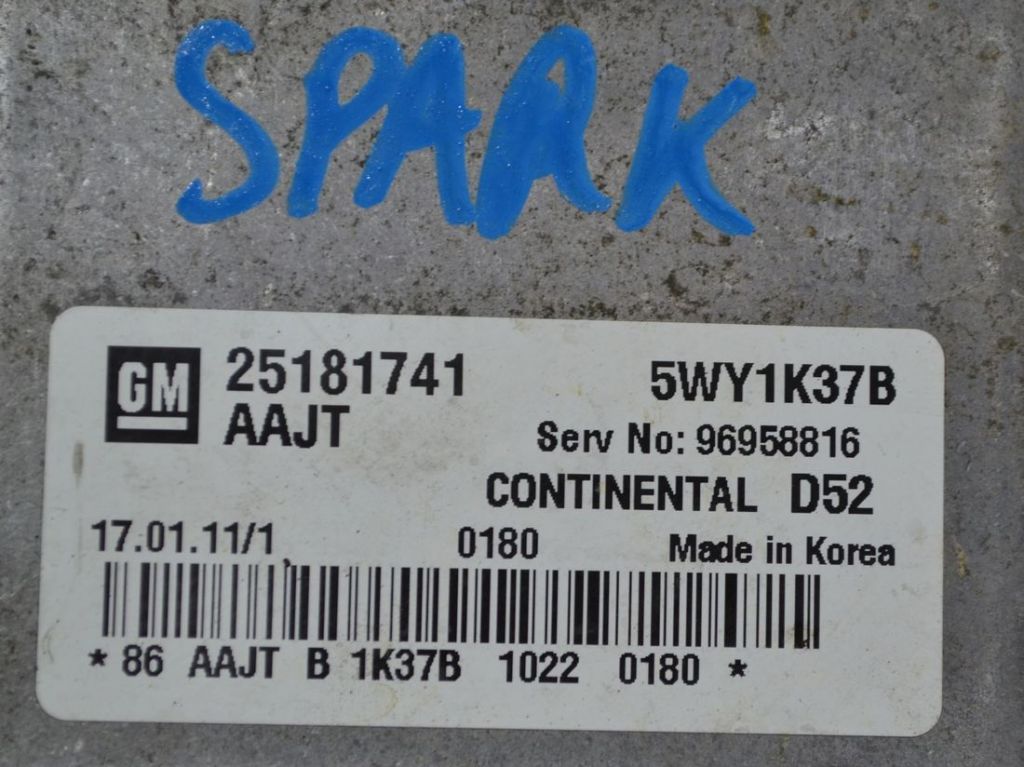 SPARK
GM 25181741 5WY1K37B
AAJT Serv No: 96958816
CONTINENTAL D52
17.01.11/1 0180 Made in Korea
* 86 AAJT B 1K37B 1022 0180 *